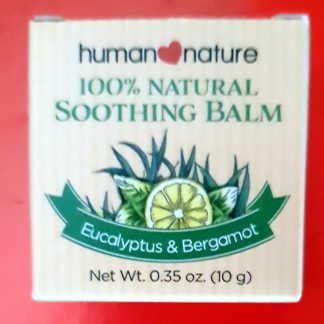 human nature
100% NATURAL
SOOTHING BALM
Eucalyptus & Bergamot
Net Wt. 0.35 oz. (10 g)